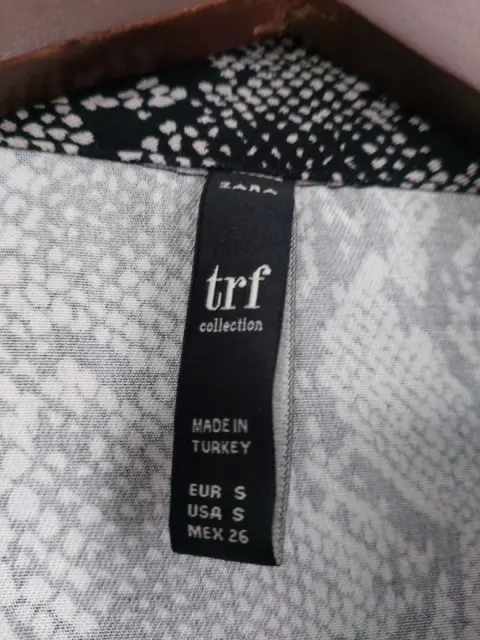 ZARA
trf
collection
MADE IN
TURKEY
EUR S
USA S
MEX 26